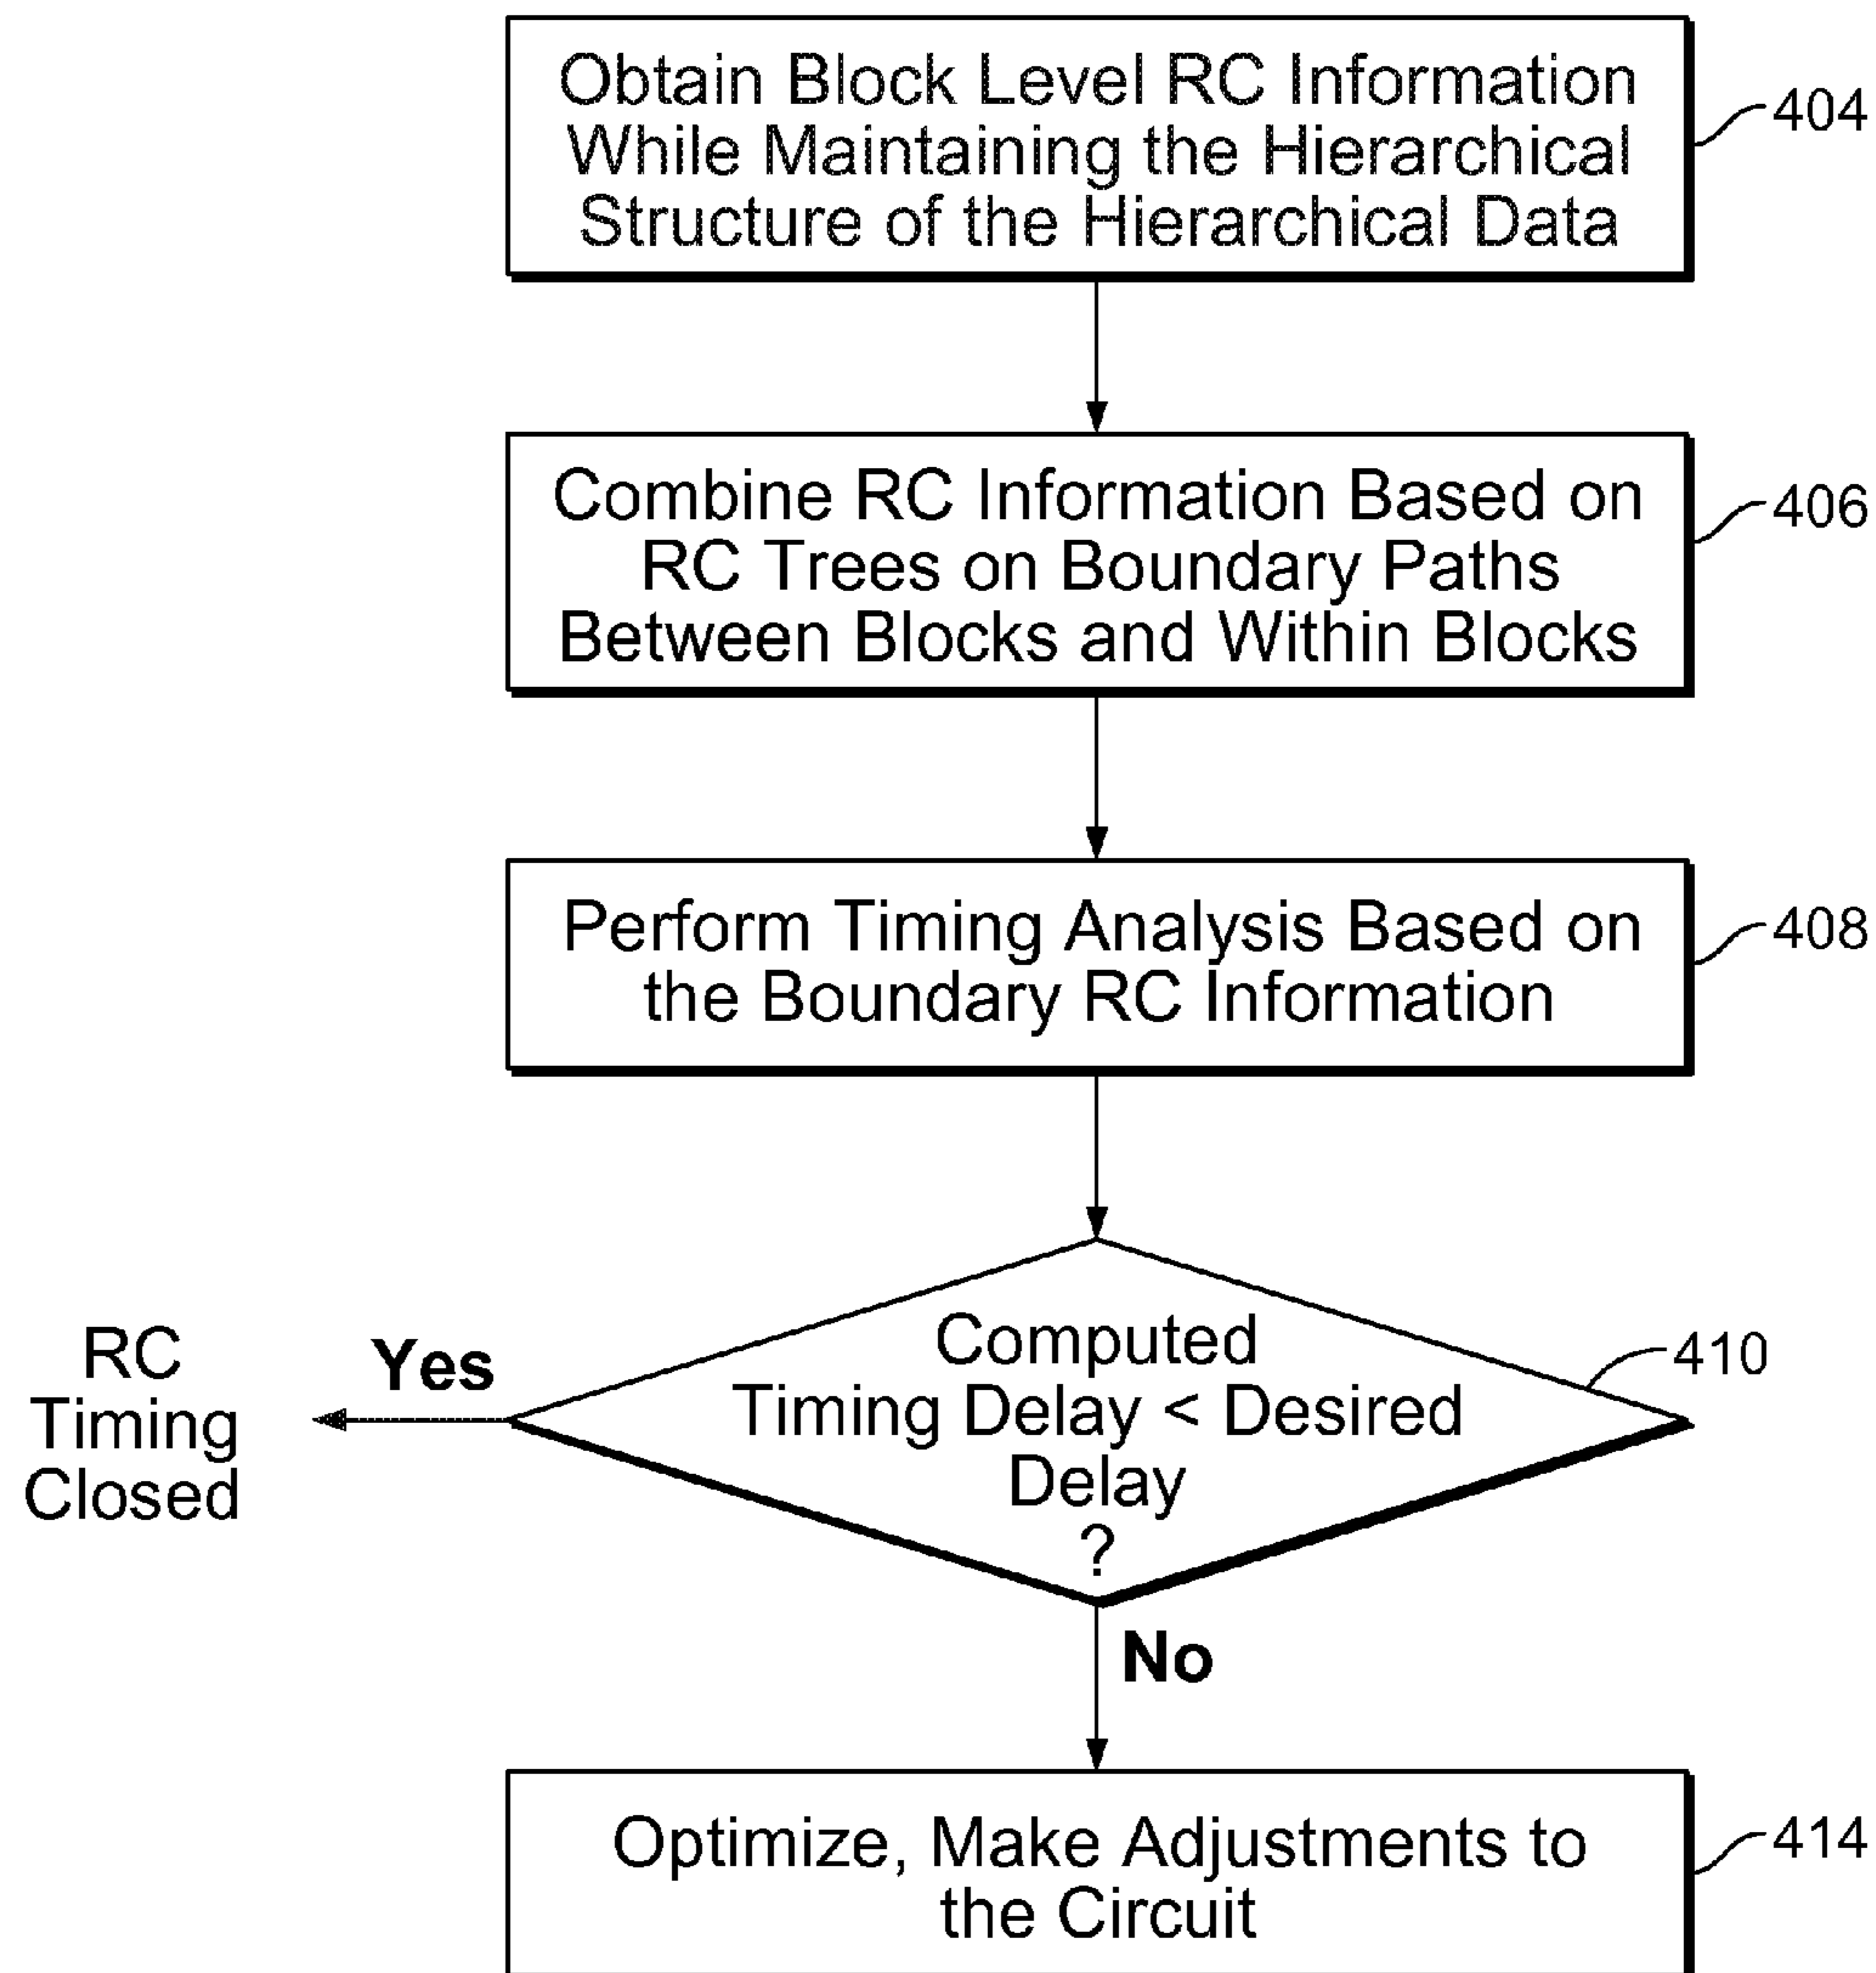 Obtain Block Level RC Information
While Maintaining the Hierarchical
Structure of the Hierarchical Data
404
Combine RC Information Based on
RC Trees on Boundary Paths
Between Blocks and Within Blocks
406
Perform Timing Analysis Based on
the Boundary RC Information
408
Computed
Timing Delay < Desired
Delay
?
410
Yes
RC
Timing
Closed
No
Optimize, Make Adjustments to
the Circuit
414